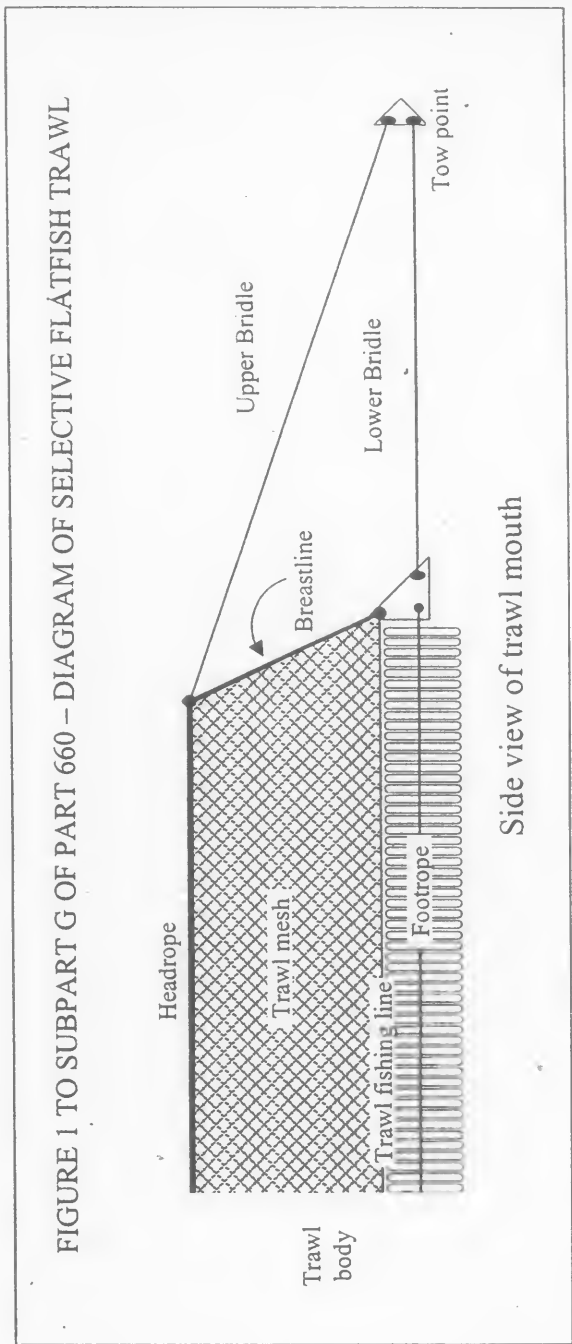 FIGURE 1 TO SUBPART G OF PART 660 – DIAGRAM OF SELECTIVE FLATFISH TRAWL
Headrope
Upper Bridle
Breastline
Trawl mesh
Trawl
body
Trawl fishing line
Footrope
Lower Bridle
Tow point
Side view of trawl mouth